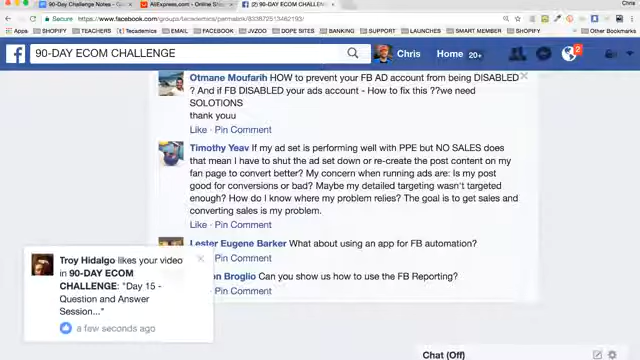 90-Day Challenge Notes - Goo
AliExpress.com - Online Shop
(2) 90-DAY ECOM CHALLENGE
Chris
https://www.facebook.com/groups/tecademics/permalink/833872513462193/
Apps SHOPIFY TEACHERS Tecademics JVZOO DOPE SITES BANKING SUPPORT LAUNCHES SMART MEMBER SHOPIFY Other Bookmarks
90-DAY ECOM CHALLENGE
Chris Home 20+ 2
Otmane Moufarih HOW to prevent your FB AD account from being DISABLED
? And if FB DISABLED your ads account - How to fix this ??we need
SOLOTIONS
thank youu
Like · Pin Comment
Timothy Yeav If my ad set is performing well with PPE but NO SALES does
that mean I have to shut the ad set down or re-create the post content on my
fan page to convert better? My concern when running ads are: Is my post
good for conversions or bad? Maybe my detailed targeting wasn't targeted
enough? How do I know where my problem relies? The goal is to get sales and
converting sales is my problem.
Like · Pin Comment
Lester Eugene Barker What about using an app for FB automation?
· Pin Comment
on Broglio Can you show us how to use the FB Reporting?
· Pin Comment
Troy Hidalgo likes your video
in 90-DAY ECOM
CHALLENGE: "Day 15 -
Question and Answer
Session..."
a few seconds ago
Chat (Off)